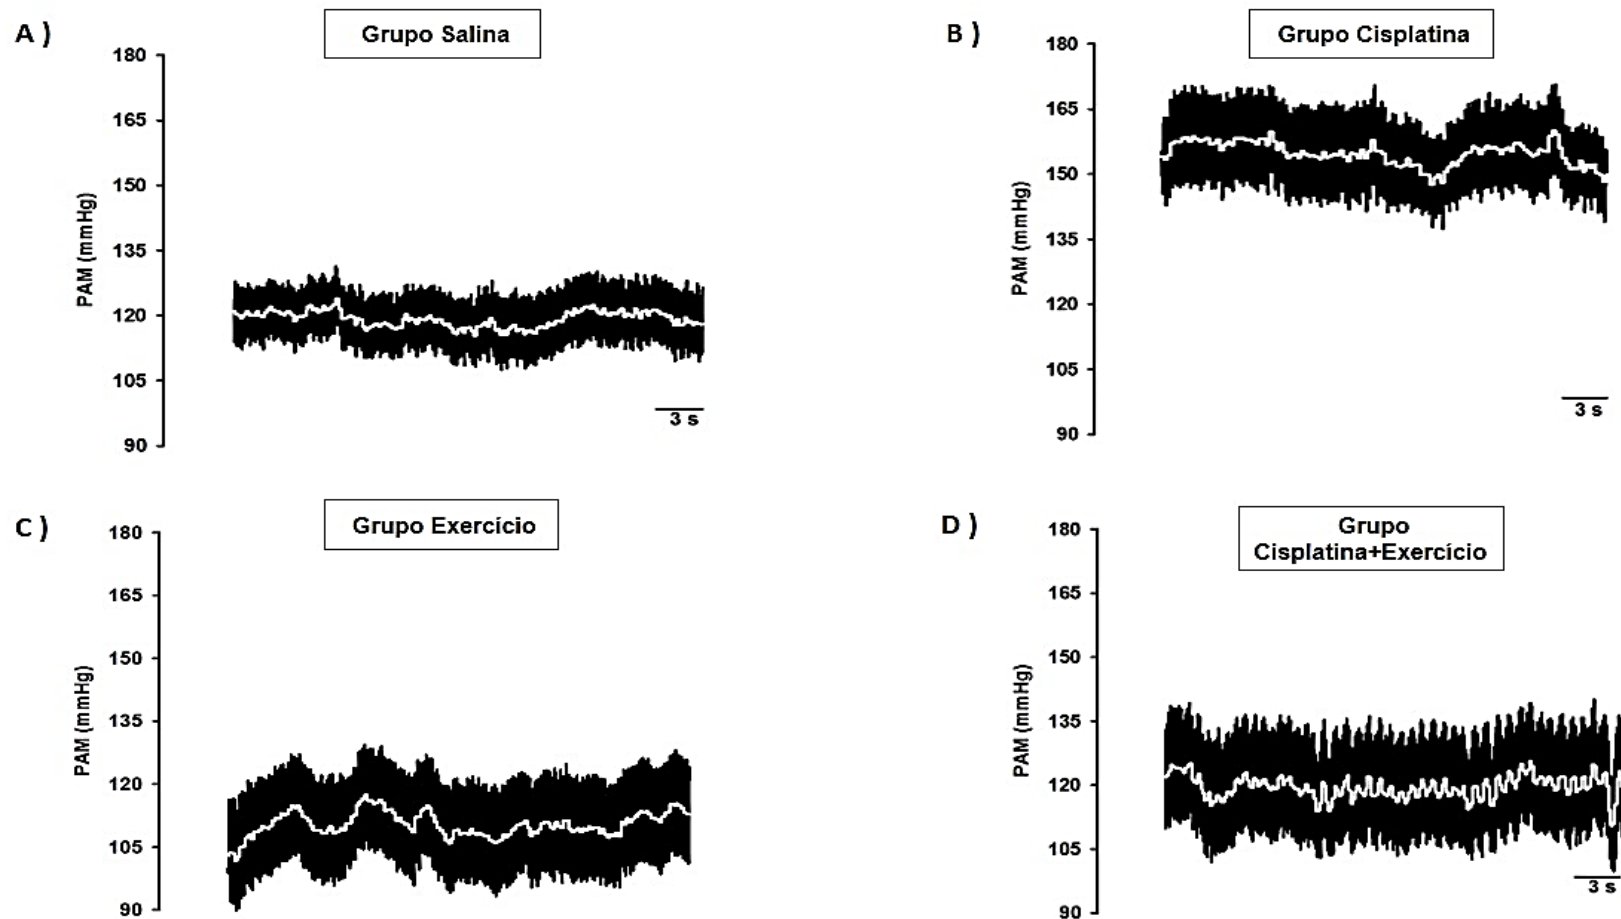 A )
Grupo Salina
180
165
150
135
120
105
90
PAM (mmHg)
3 s
B )
Grupo Cisplatina
180
165
150
135
120
105
90
PAM (mmHg)
3 s
C )
Grupo Exercício
180
165
150
135
120
105
90
PAM (mmHg)
D )
Grupo
Cisplatina+Exercício
180
165
150
135
120
105
90
PAM (mmHg)
3 s